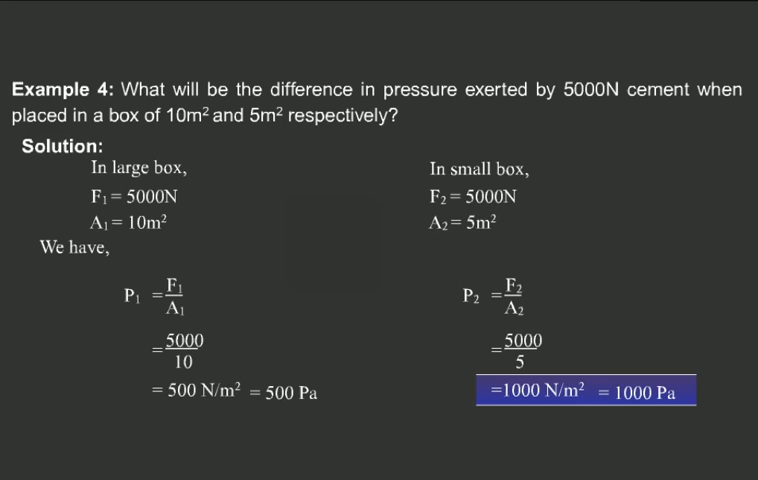 Example 4: What will be the difference in pressure exerted by 5000N cement when
placed in a box of 10m² and 5m² respectively?
Solution:
In large box,
F₁ = 5000N
A₁ = 10m²
In small box,
F₂ = 5000N
A₂ = 5m²
We have,
P₁ = F₁/A₁
= 5000/10
= 500 N/m² = 500 Pa
P₂ = F₂/A₂
= 5000/5
=1000 N/m² = 1000 Pa